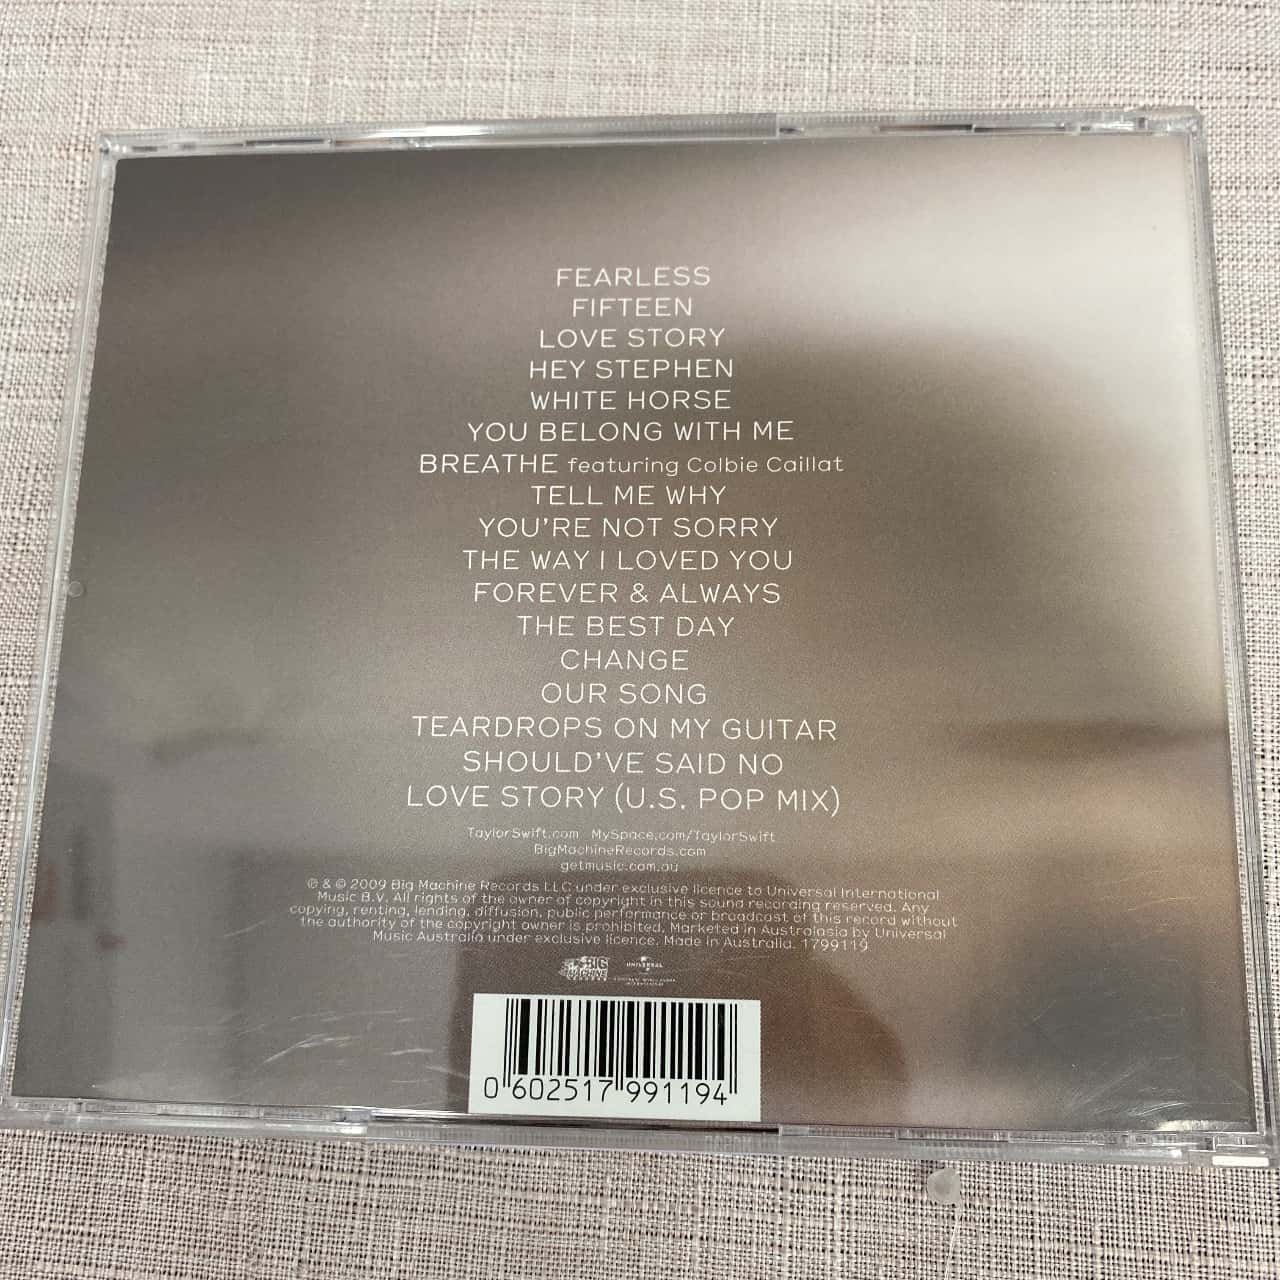 FEARLESS
FIFTEEN
LOVE STORY
HEY STEPHEN
WHITE HORSE
YOU BELONG WITH ME
BREATHE featuring Colbie Caillat
TELL ME WHY
YOU'RE NOT SORRY
THE WAY I LOVED YOU
FOREVER & ALWAYS
THE BEST DAY
CHANGE
OUR SONG
TEARDROPS ON MY GUITAR
SHOULD'VE SAID NO
LOVE STORY (U.S. POP MIX)
TaylorSwift.com MySpace.com/TaylorSwift
BigMachineRecords.com
getmusic.com.au
℗ & © 2009 Big Machine Records LLC under exclusive licence to Universal International
Music B.V. All rights of the owner of copyright in this sound recording reserved. Any
copying, renting, lending, diffusion, public performance or broadcast of this record without
the authority of the copyright owner is prohibited. Marketed in Australasia by Universal
Music Australia under exclusive licence. Made in Australia. 1799119
BIG MACHINE RECORDS
UNIVERSAL
0 602517 991194